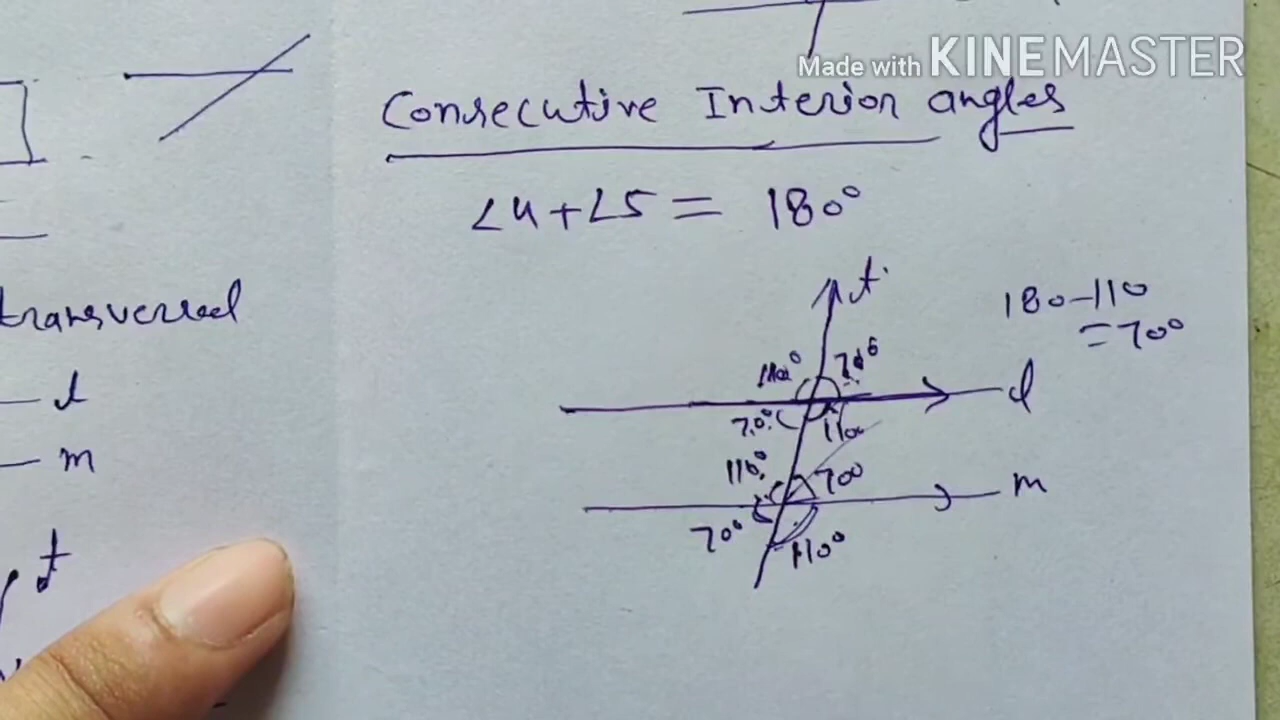 Made with KINEMASTER
Consecutive Interior angles
∠4+∠5 = 180°
transversal
l
m
t
t
180-110
=70°
110° 70°
l
70° 110
110° 70°
m
70° 110°